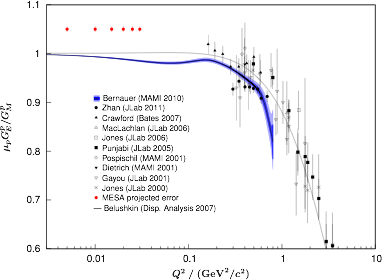 1.1
1
0.9
0.8
0.7
0.6
μₚGᴱᵖ/Gᴹᵖ
Bernauer (MAMI 2010)
Zhan (JLab 2011)
Crawford (Bates 2007)
MacLachlan (JLab 2006)
Jones (JLab 2006)
Punjabi (JLab 2005)
Pospischil (MAMI 2001)
Dietrich (MAMI 2001)
Gayou (JLab 2001)
Jones (JLab 2000)
MESA projected error
Belushkin (Disp. Analysis 2007)
0.01
0.1
1
10
Q² / (GeV²/c²)